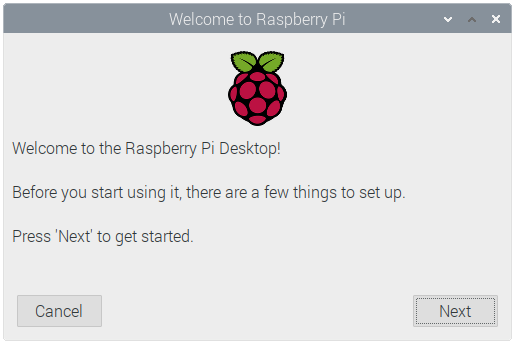 Welcome to Raspberry Pi
Welcome to the Raspberry Pi Desktop!
Before you start using it, there are a few things to set up.
Press 'Next' to get started.
Cancel
Next